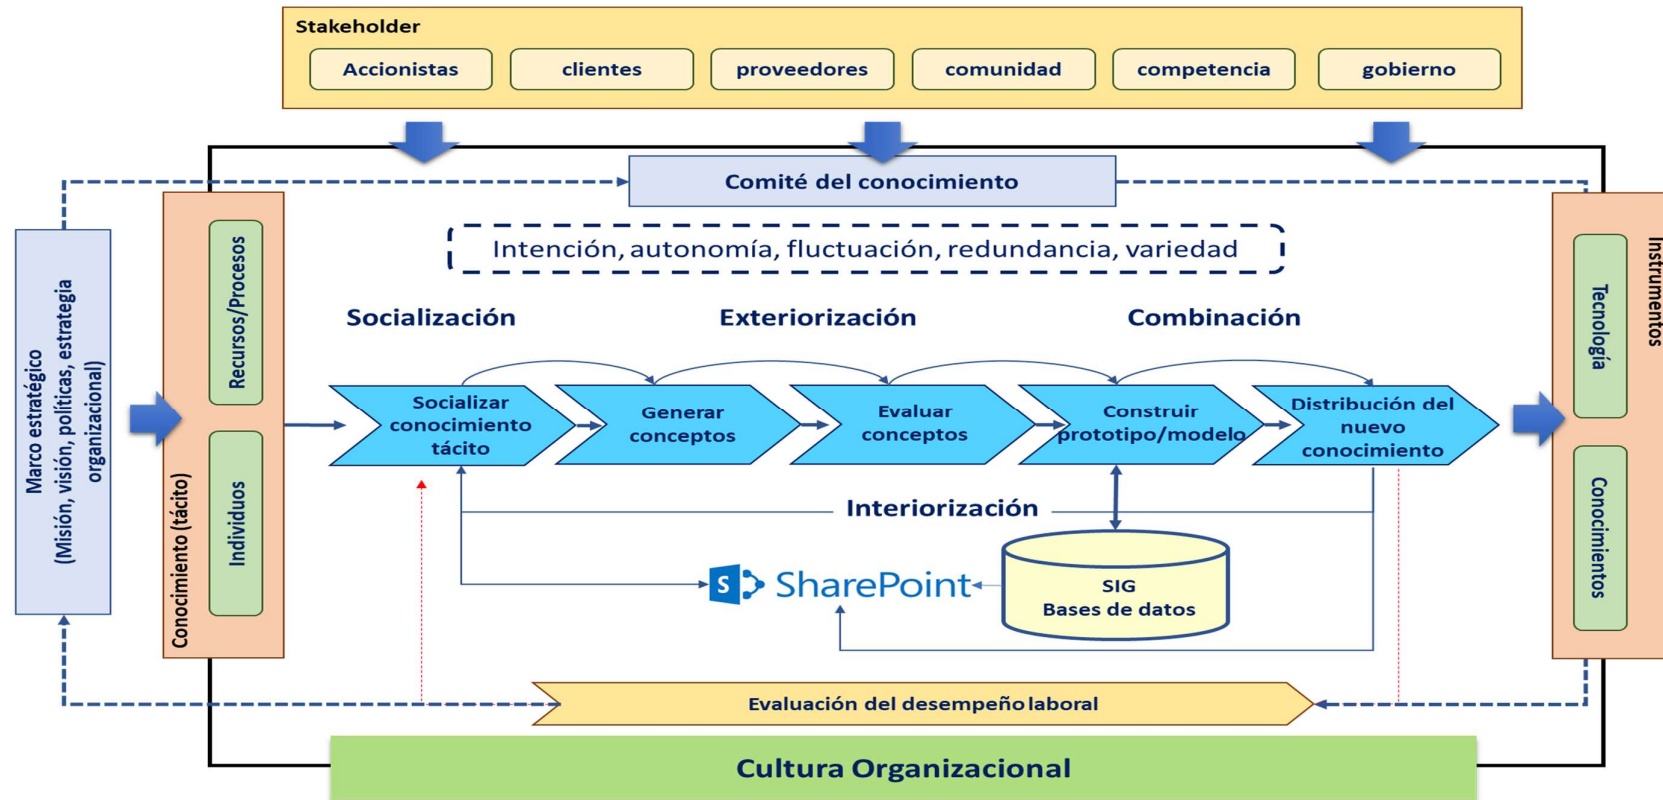 Stakeholder
Accionistas
clientes
proveedores
comunidad
competencia
gobierno
Comité del conocimiento
Intención, autonomía, fluctuación, redundancia, variedad
Marco estratégico
(Misión, visión, políticas, estrategia
organizacional)
Conocimiento (tácito)
Recursos/Procesos
Individuos
Socialización
Exteriorización
Combinación
Socializar
conocimiento
tácito
Generar
conceptos
Evaluar
conceptos
Construir
prototipo/modelo
Distribución del
nuevo
conocimiento
Instrumentos
Tecnología
Conocimientos
Interiorización
S
SharePoint
SIG
Bases de datos
Evaluación del desempeño laboral
Cultura Organizacional